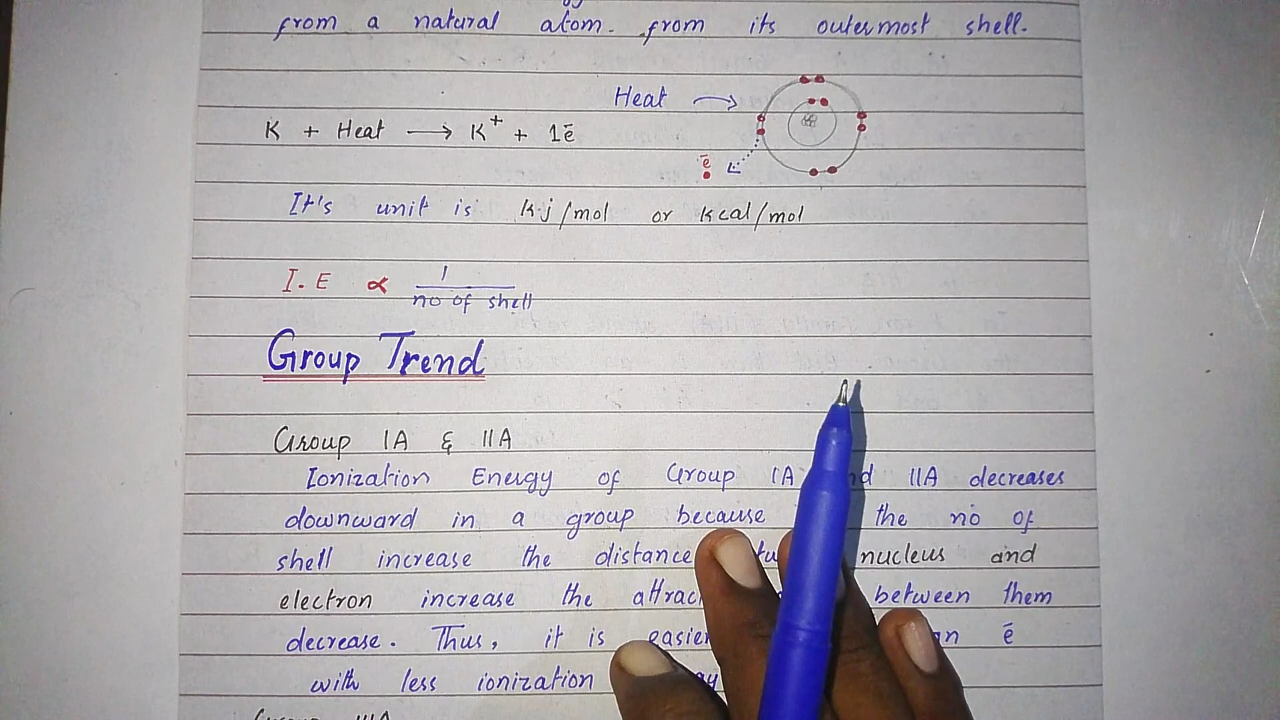 from a natural atom. from its outermost shell.
Heat →
K + Heat → K⁺ + 1ē
ē
It's unit is kj/mol or kcal/mol
I.E ∝ 1/no of shell
Group Trend
Group IA & IIA
Ionization Energy of Group IA IIA decreases
downward in a group because the no of
shell increase the distance nucleus and
electron increase the between them
decrease. Thus, it is easier ē
with less ionization